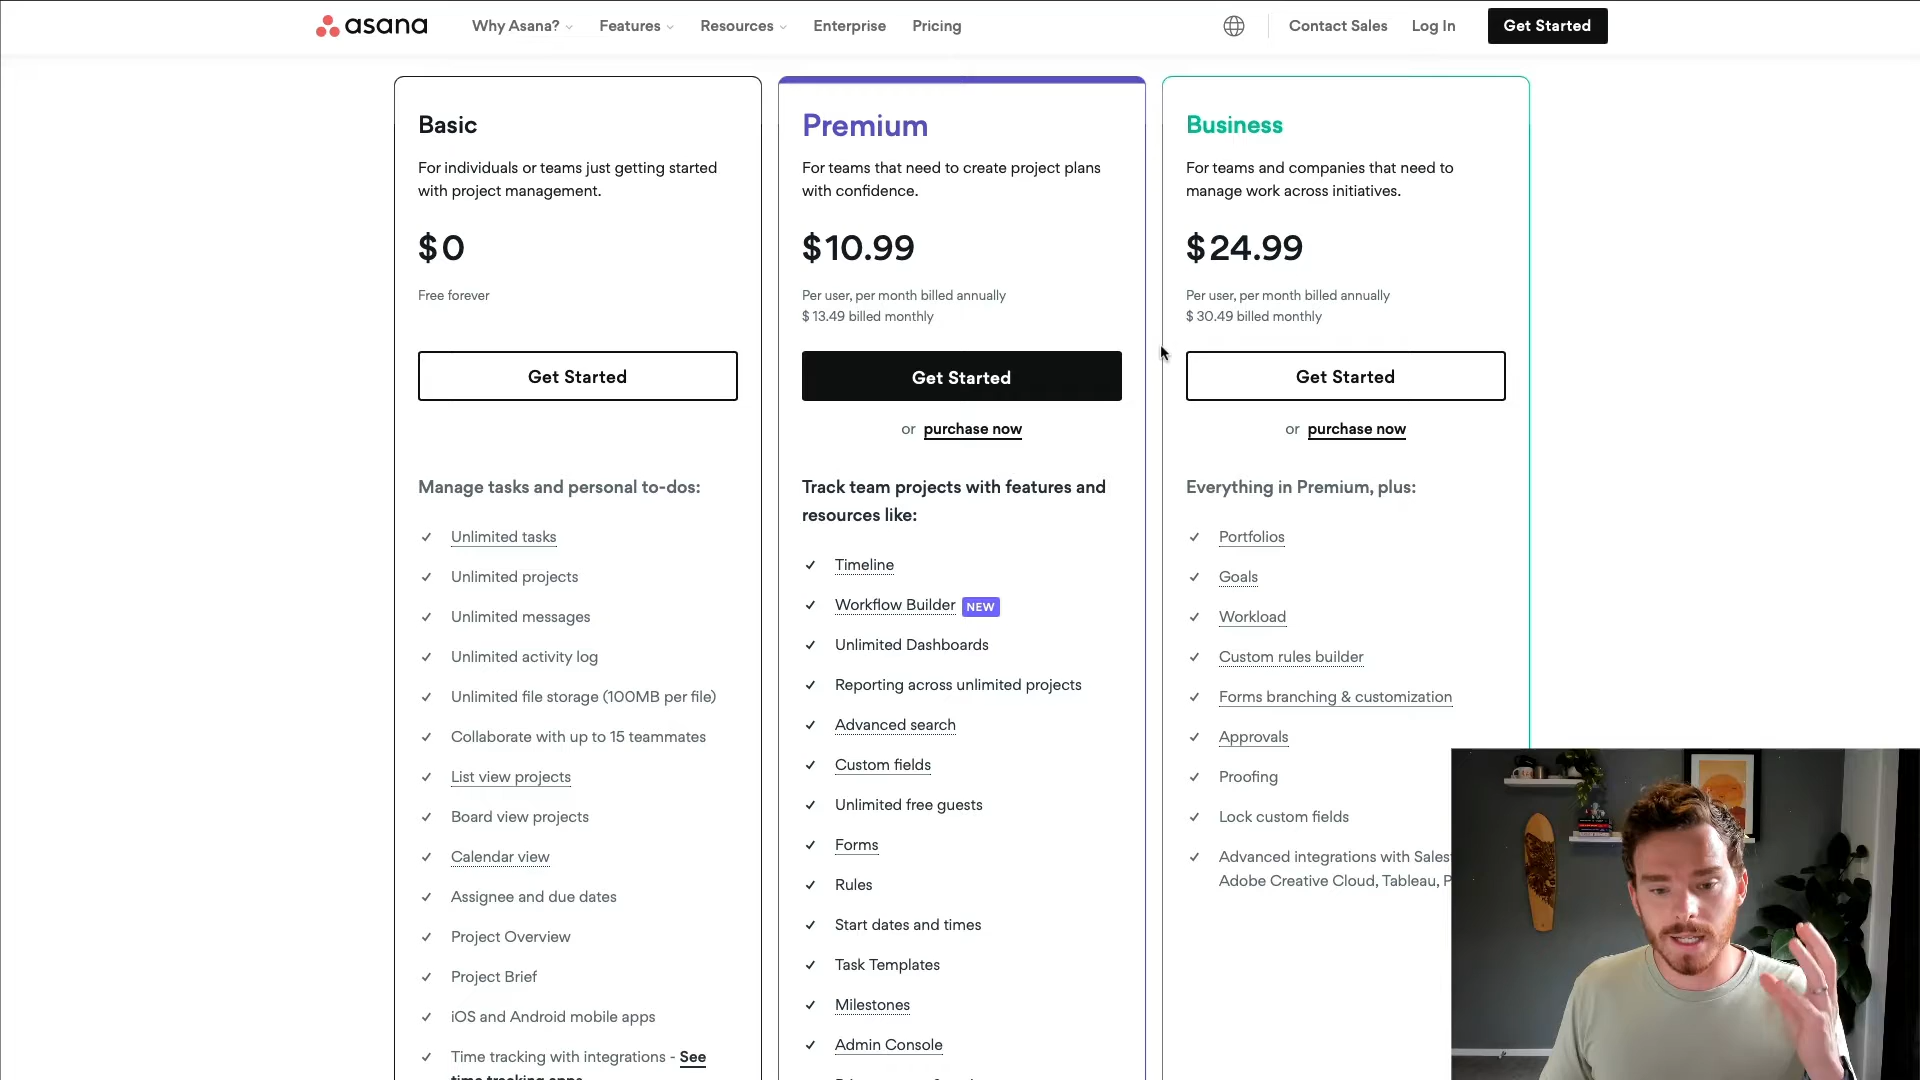 asana
Why Asana?
Features
Resources
Enterprise
Pricing
Contact Sales
Log In
Get Started
Basic
For individuals or teams just getting started
with project management.
$0
Free forever
Get Started
Manage tasks and personal to-dos:
Unlimited tasks
Unlimited projects
Unlimited messages
Unlimited activity log
Unlimited file storage (100MB per file)
Collaborate with up to 15 teammates
List view projects
Board view projects
Calendar view
Assignee and due dates
Project Overview
Project Brief
iOS and Android mobile apps
Time tracking with integrations - See
time tracking apps
Premium
For teams that need to create project plans
with confidence.
$10.99
Per user, per month billed annually
$ 13.49 billed monthly
Get Started
or purchase now
Track team projects with features and
resources like:
Timeline
Workflow Builder NEW
Unlimited Dashboards
Reporting across unlimited projects
Advanced search
Custom fields
Unlimited free guests
Forms
Rules
Start dates and times
Task Templates
Milestones
Admin Console
Business
For teams and companies that need to
manage work across initiatives.
$24.99
Per user, per month billed annually
$ 30.49 billed monthly
Get Started
or purchase now
Everything in Premium, plus:
Portfolios
Goals
Workload
Custom rules builder
Forms branching & customization
Approvals
Proofing
Lock custom fields
Advanced integrations with
Adobe Creative Cloud, Tableau,